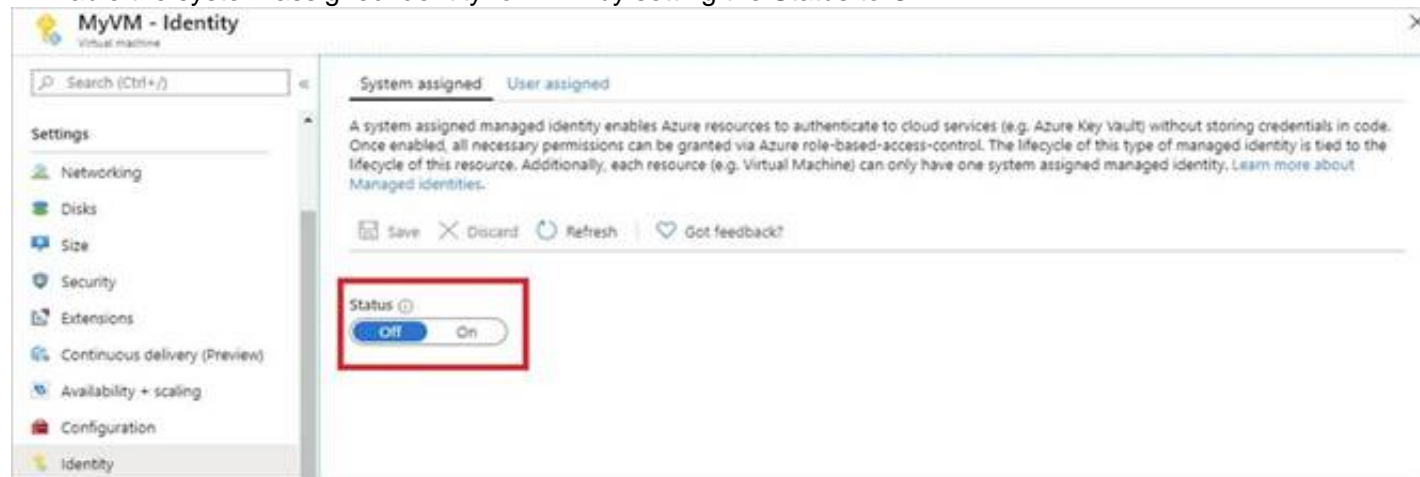 MyVM - Identity
Virtual machine
Search (Ctrl+/)
Settings
Networking
Disks
Size
Security
Extensions
Continuous delivery (Preview)
Availability + scaling
Configuration
Identity
System assigned User assigned
A system assigned managed identity enables Azure resources to authenticate to cloud services (e.g. Azure Key Vault) without storing credentials in code.
Once enabled, all necessary permissions can be granted via Azure role-based-access-control. The lifecycle of this type of managed identity is tied to the
lifecycle of this resource. Additionally, each resource (e.g. Virtual Machine) can only have one system assigned managed identity. Learn more about
Managed identities.
Save Discard Refresh Got feedback?
Status
Off On